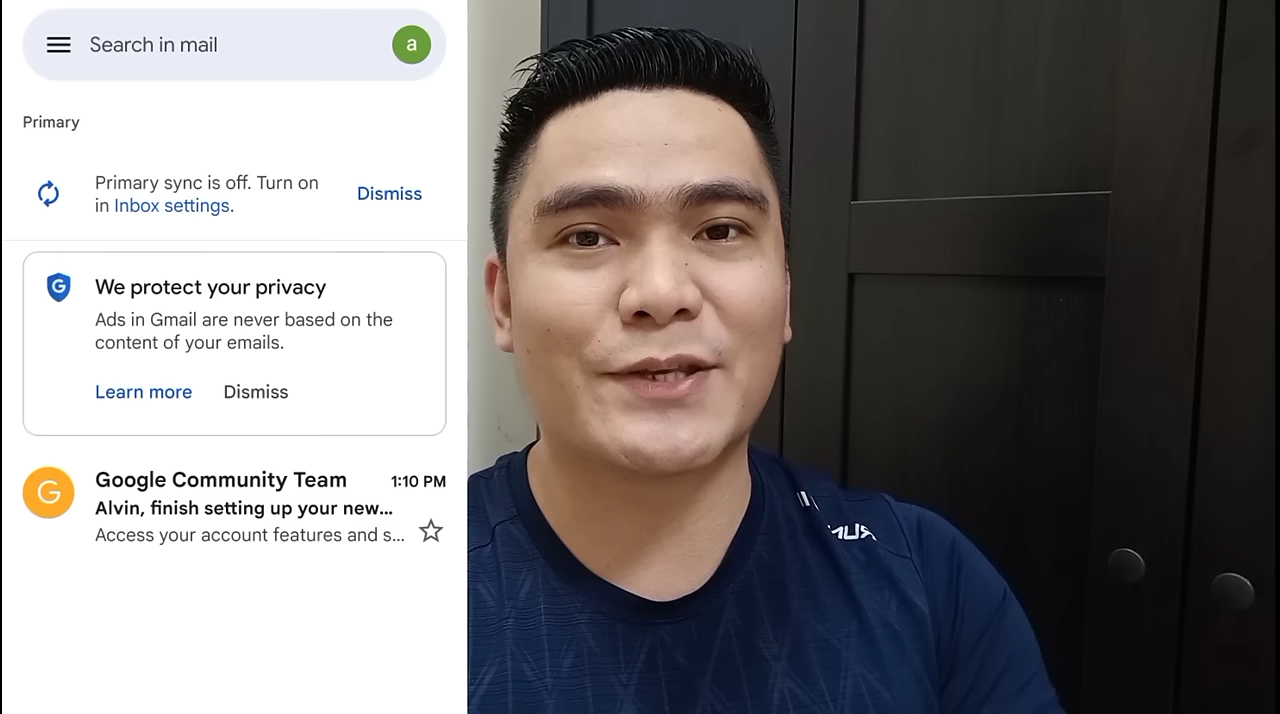 Search in mail
a
Primary
Primary sync is off. Turn on
in Inbox settings.
Dismiss
G
We protect your privacy
Ads in Gmail are never based on the
content of your emails.
Learn more
Dismiss
G
Google Community Team
1:10 PM
Alvin, finish setting up your new...
Access your account features and s...